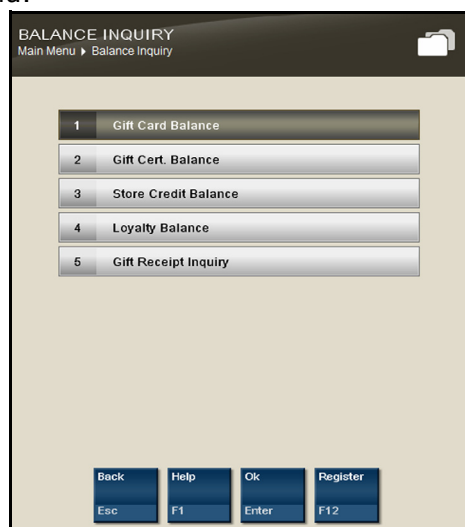 BALANCE INQUIRY
Main Menu ▶ Balance Inquiry
1 Gift Card Balance
2 Gift Cert. Balance
3 Store Credit Balance
4 Loyalty Balance
5 Gift Receipt Inquiry
Back Help Ok Register
Esc F1 Enter F12